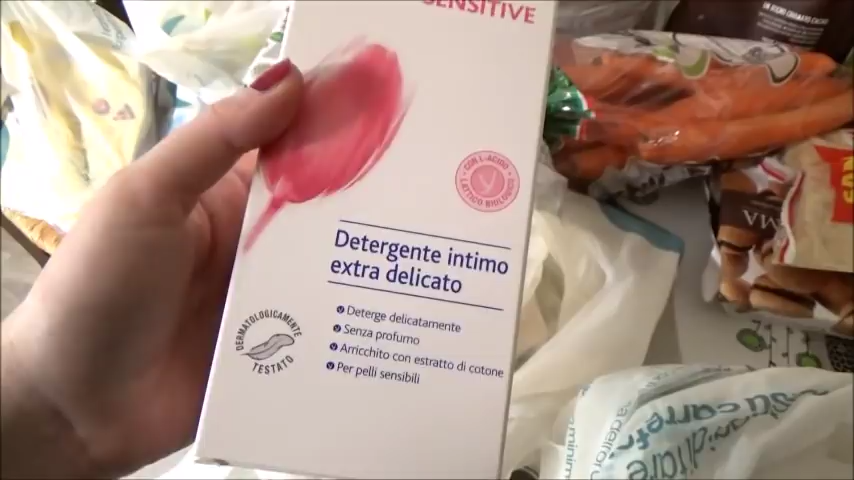 SENSITIVE
CON L-ACIDO
LATTICO BIOLOGICO
Detergente intimo
extra delicato
Deterge delicatamente
Senza profumo
Arricchito con estratto di cotone
Per pelli sensibili
DERMATOLOGICAMENTE
TESTATO